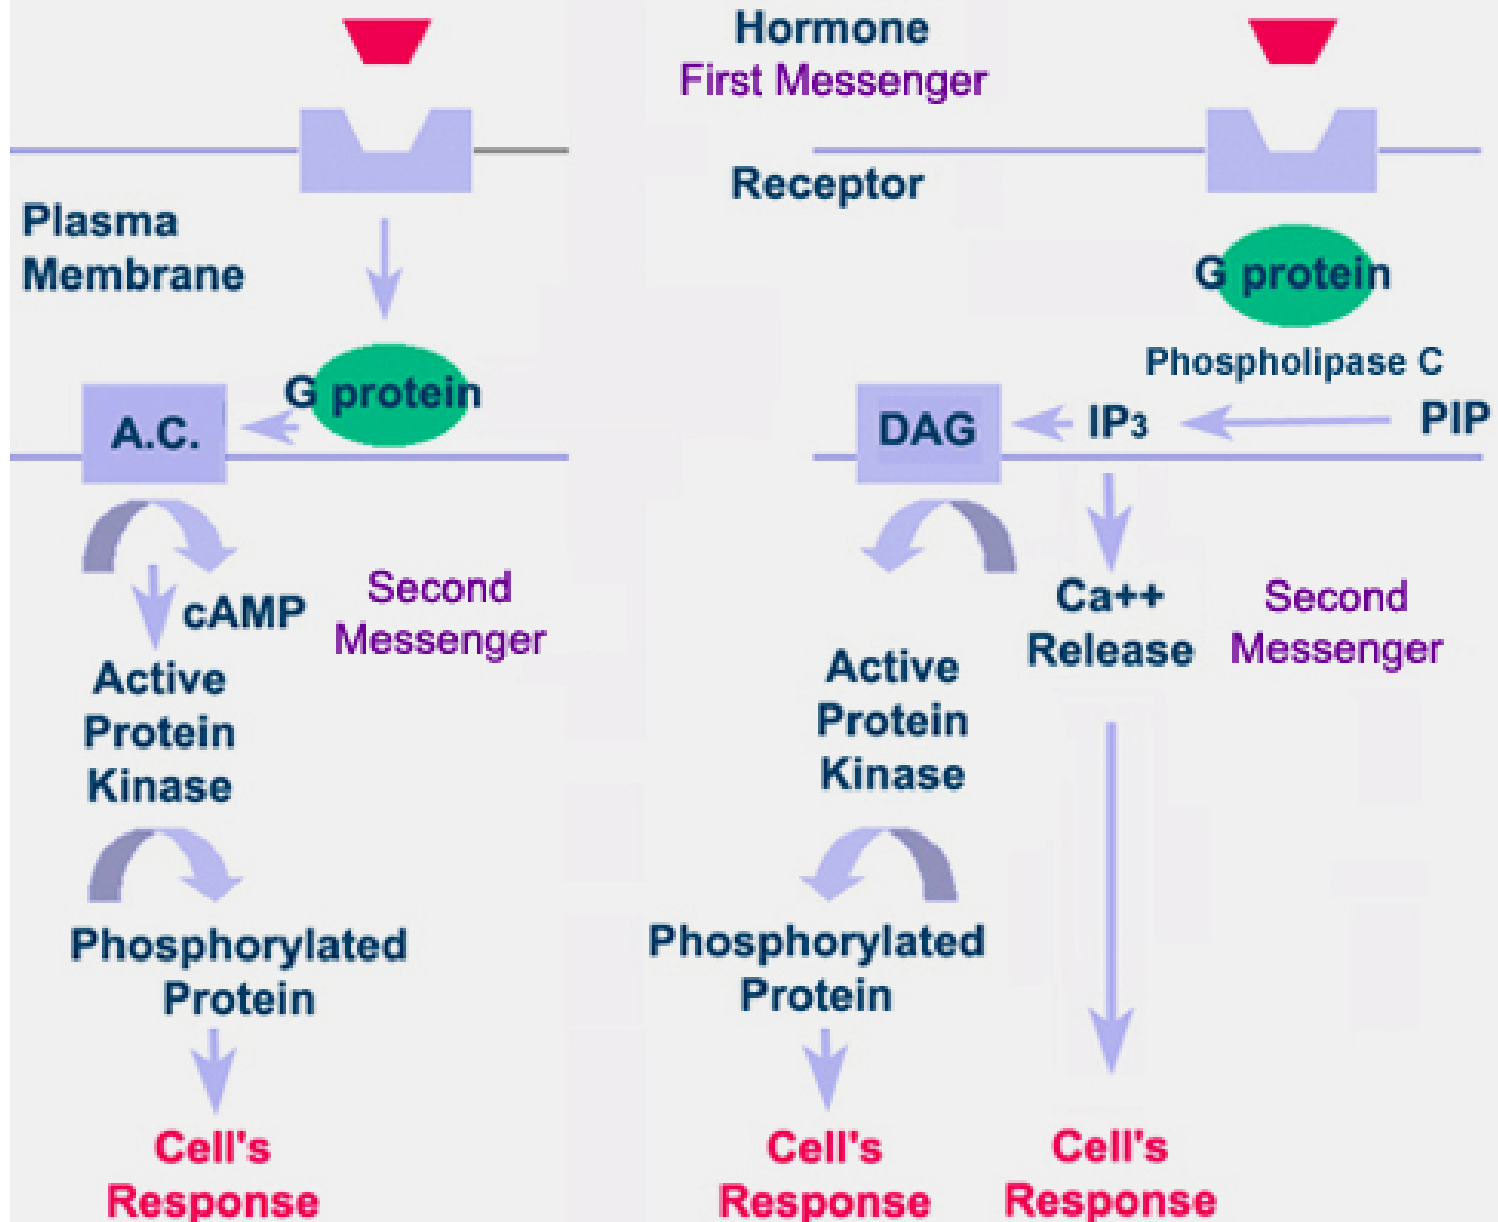 Hormone
First Messenger
Receptor
Plasma
Membrane
G protein
A.C.
cAMP
Second
Messenger
Active
Protein
Kinase
Phosphorylated
Protein
Cell's
Response
G protein
Phospholipase C
DAG
IP3
PIP
Ca++
Release
Second
Messenger
Active
Protein
Kinase
Phosphorylated
Protein
Cell's
Response
Cell's
Response